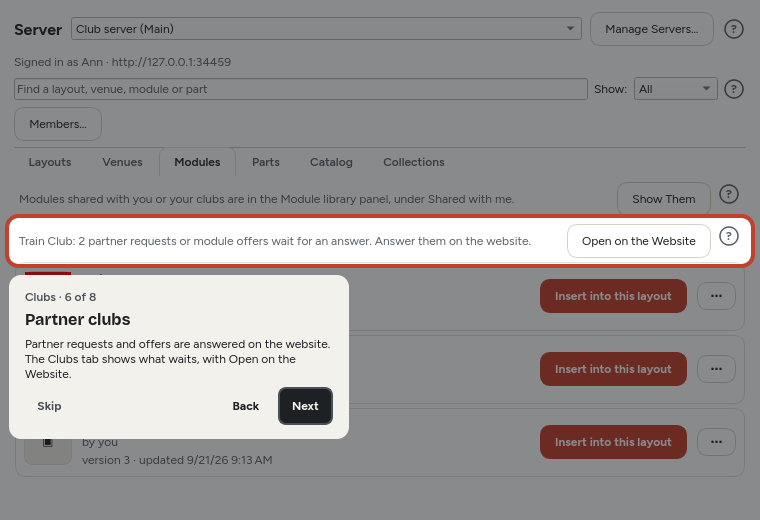 Server
Club server (Main)
Manage Servers...
?
Signed in as Ann · http://127.0.0.1:34459
Find a layout, venue, module or part
Show:
All
?
Members...
Layouts
Venues
Modules
Parts
Catalog
Collections
Modules shared with you or your clubs are in the Module library panel, under Shared with me.
Show Them
?
Train Club: 2 partner requests or module offers wait for an answer. Answer them on the website.
Open on the Website
?
Insert into this layout
...
Clubs · 6 of 8
Partner clubs
Partner requests and offers are answered on the website.
The Clubs tab shows what waits, with Open on the
Website.
Skip
Back
Next
Insert into this layout
...
by you
version 3 · updated 9/21/26 9:13 AM
Insert into this layout
...